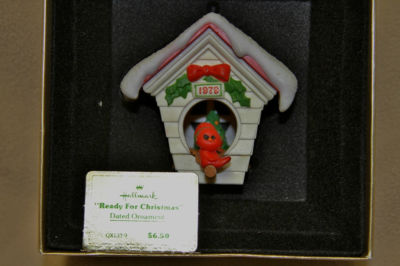 1978
Hallmark
"Ready For Christmas"
Dated Ornament
$6.50